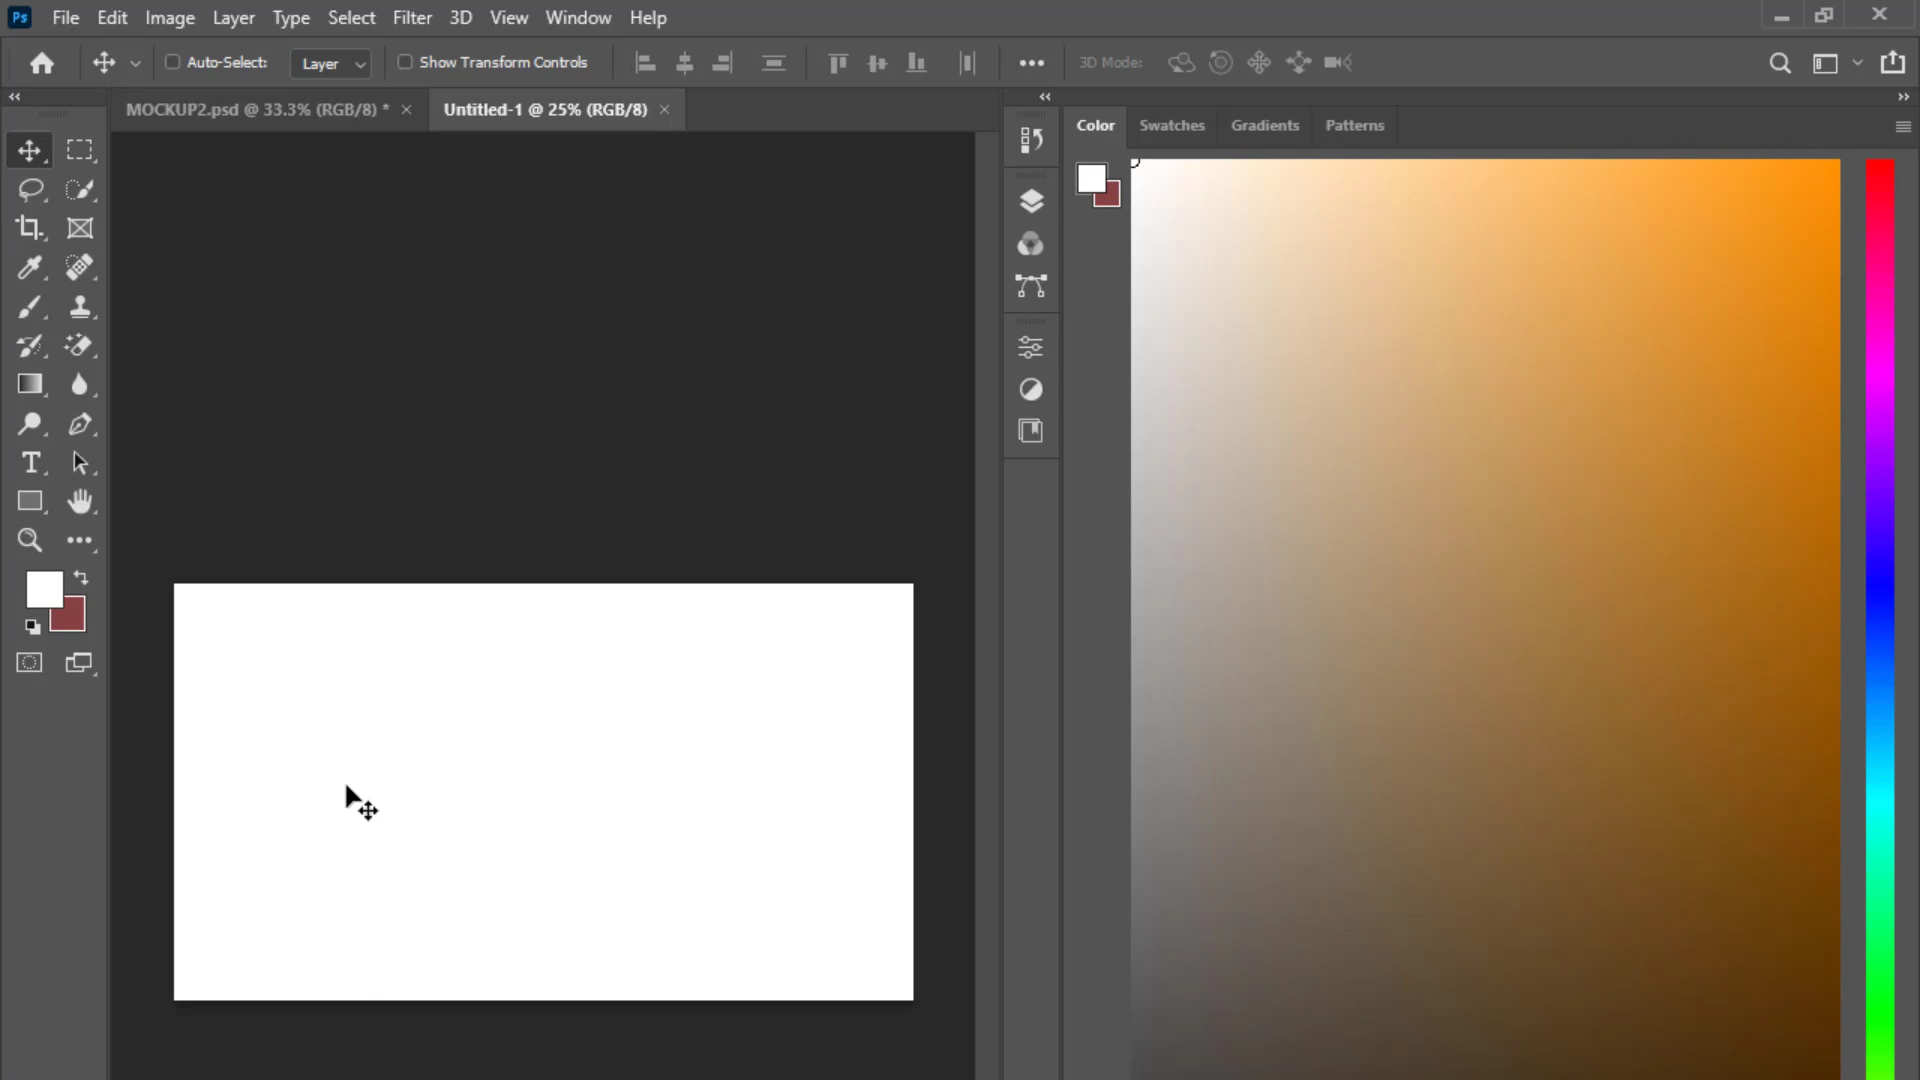 Ps File Edit Image Layer Type Select Filter 3D View Window Help
Auto-Select: Layer Show Transform Controls 3D Mode:
MOCKUP2.psd @ 33.3% (RGB/8) * × Untitled-1 @ 25% (RGB/8) ×
Color Swatches Gradients Patterns